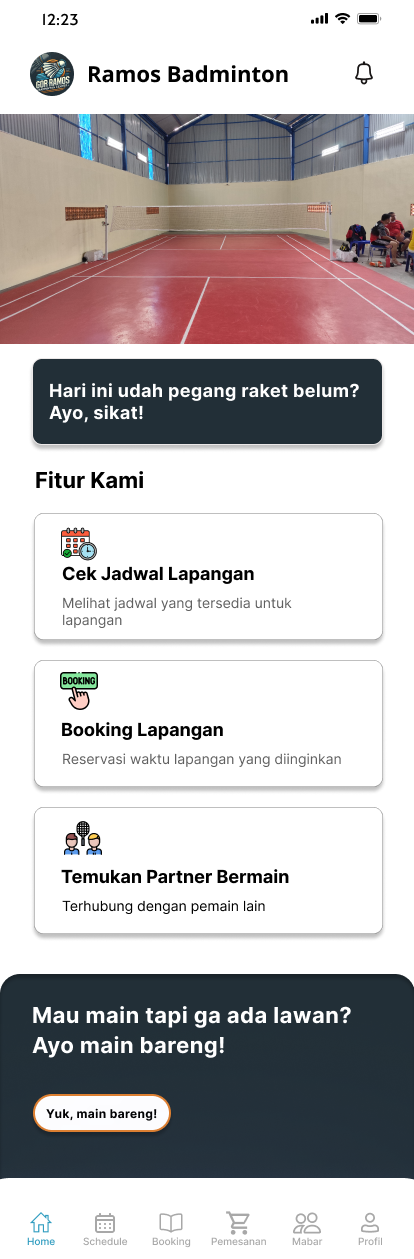 12:23
GOR RAMOS
Ramos Badminton
Hari ini udah pegang raket belum?
Ayo, sikat!
Fitur Kami
Cek Jadwal Lapangan
Melihat jadwal yang tersedia untuk
lapangan
BOOKING
Booking Lapangan
Reservasi waktu lapangan yang diinginkan
Temukan Partner Bermain
Terhubung dengan pemain lain
Mau main tapi ga ada lawan?
Ayo main bareng!
Yuk, main bareng!
Home
Schedule
Booking
Pemesanan
Mabar
Profil